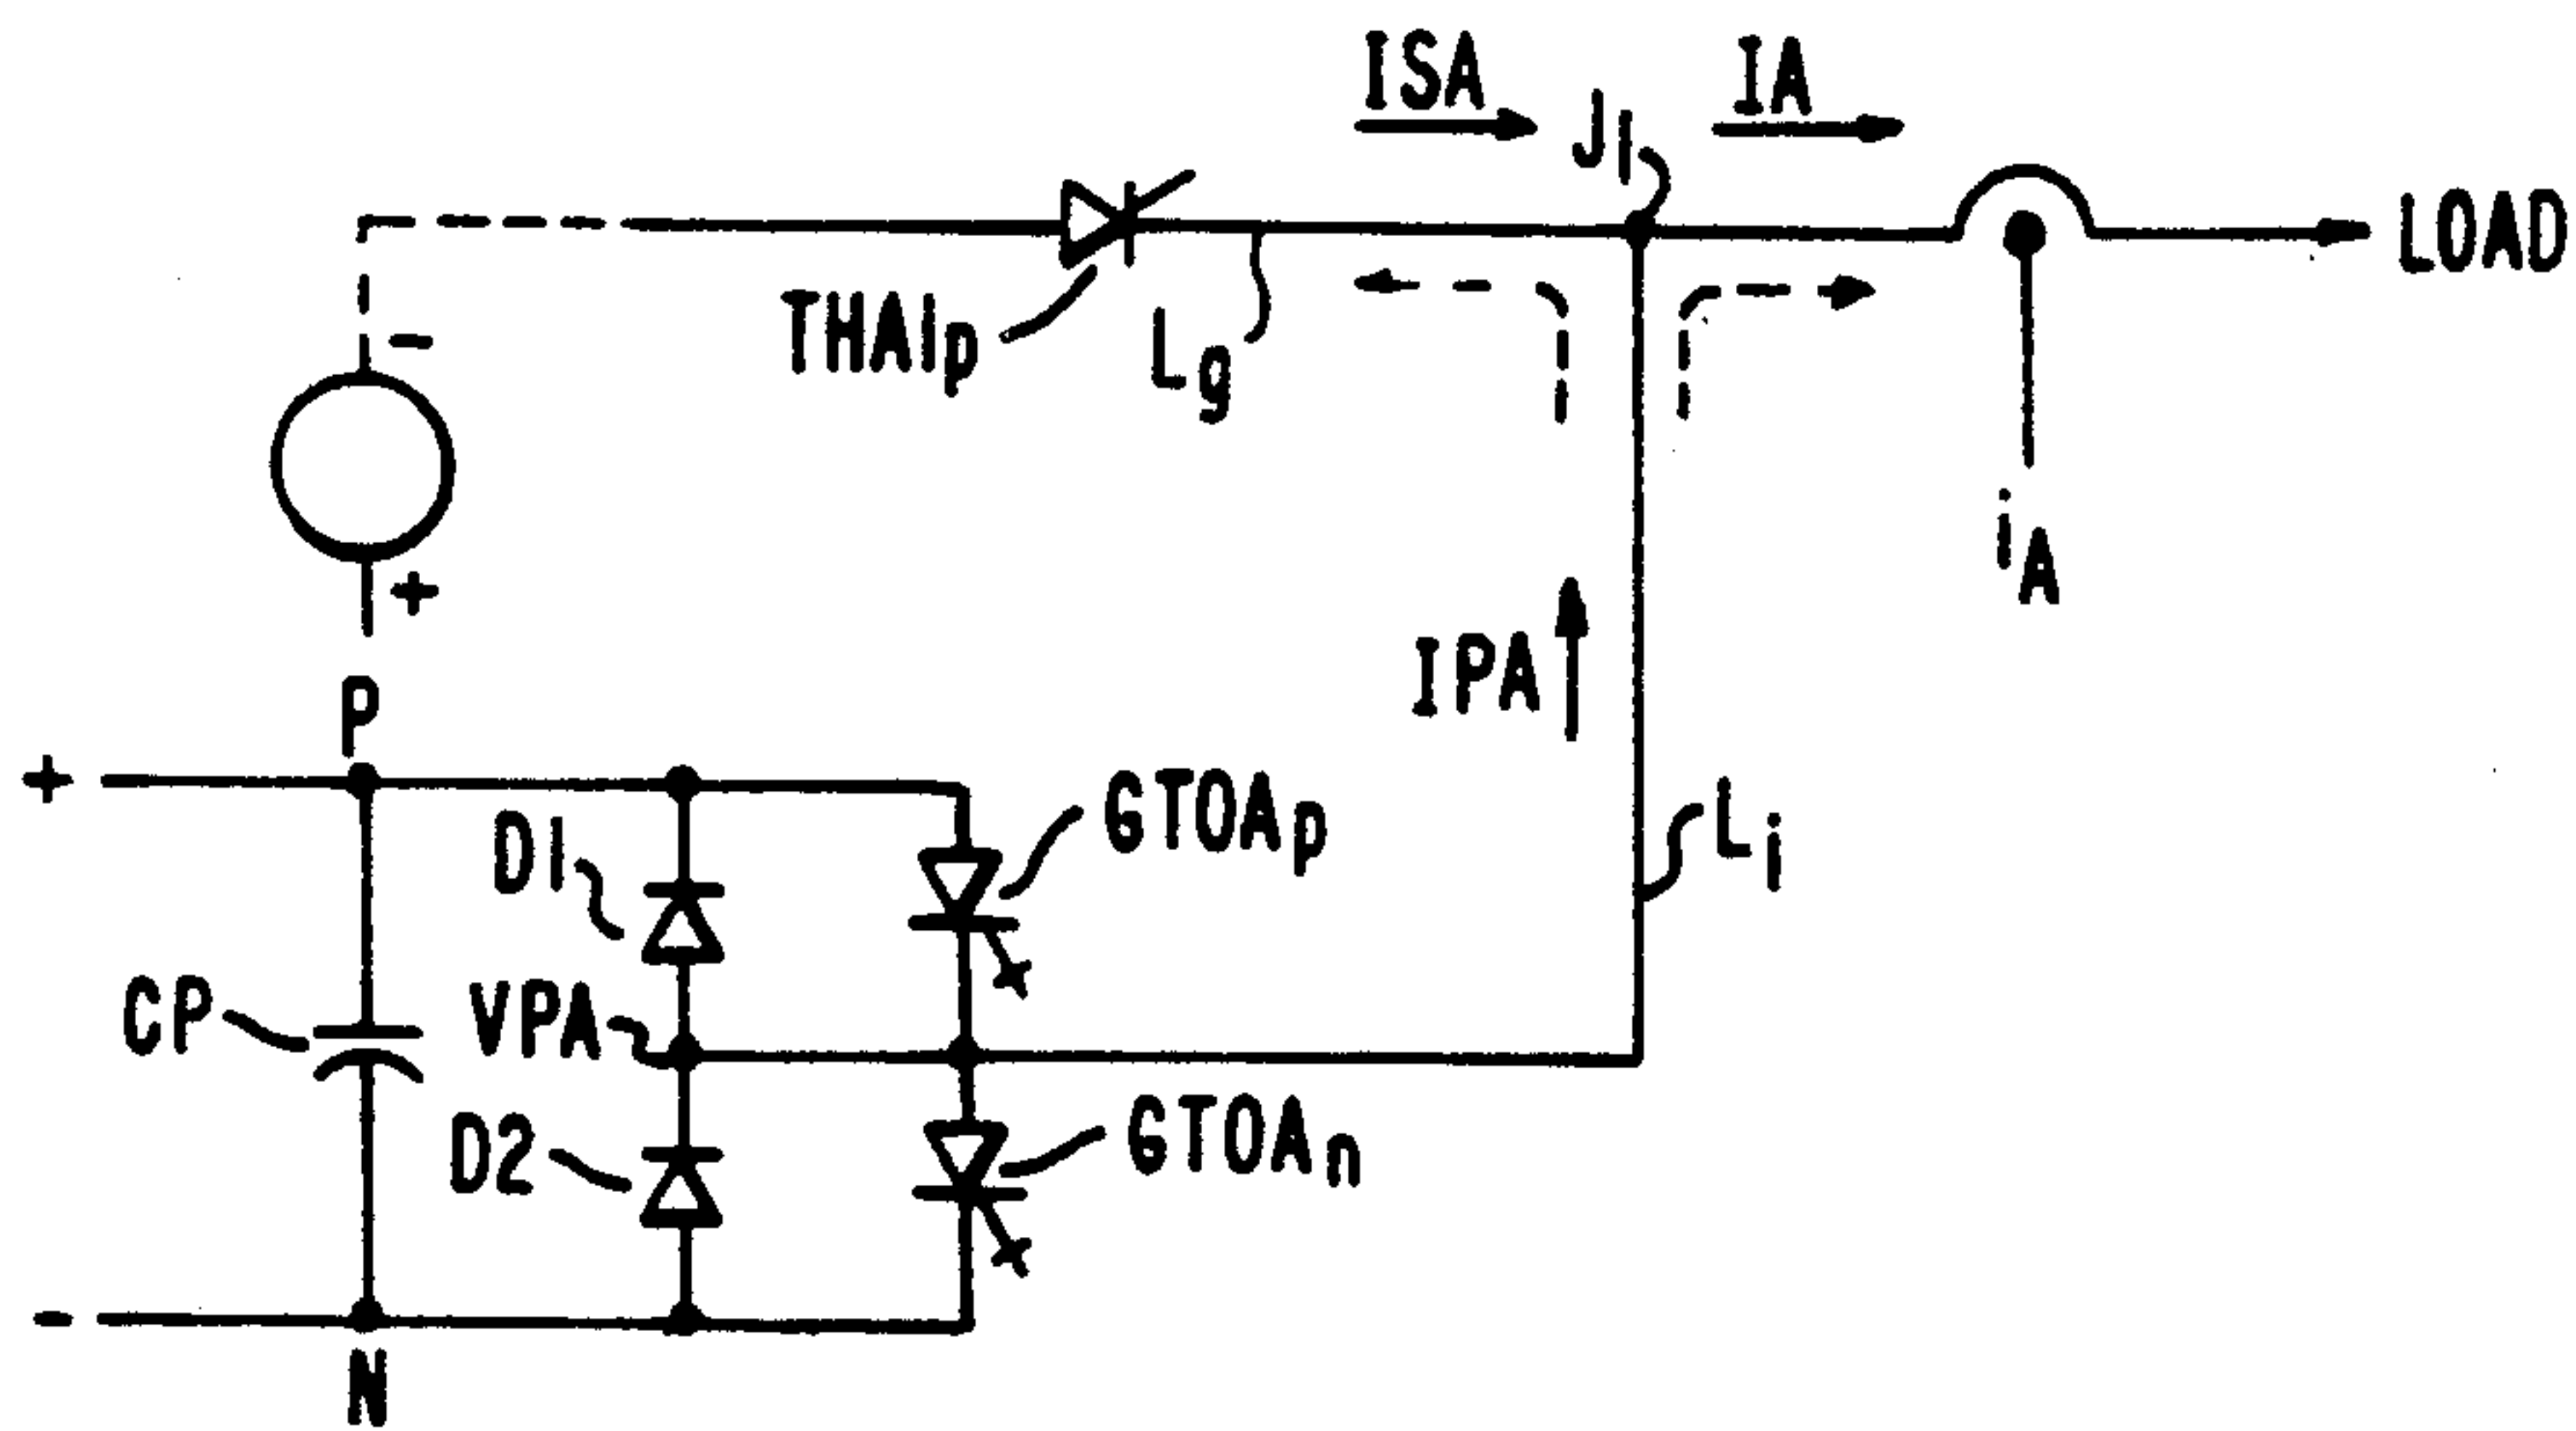 ISA
IA
J1
LOAD
THA1p
Lg
-
iA
+
IPA
P
+
D1
GTOAp
Li
CP
VPA
D2
GTOAn
-
N